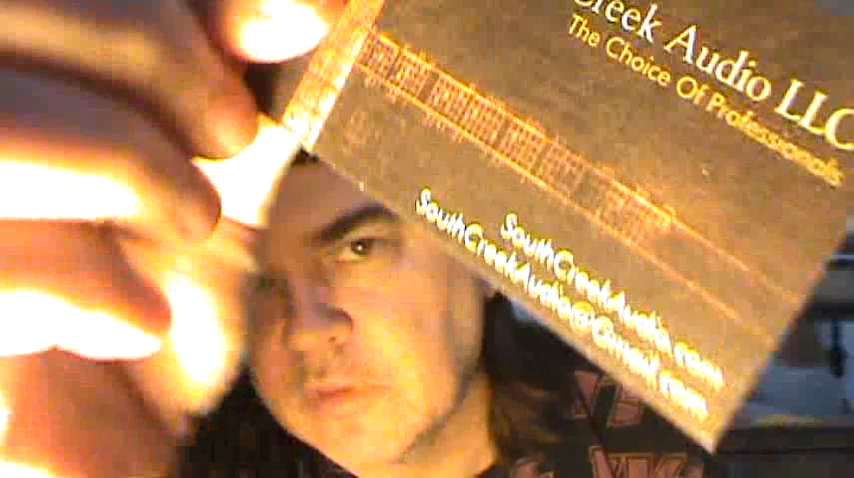 Creek Audio LLC
The Choice Of Professionals
SouthCreekAudio.com
SouthCreekAudio@Gmail.com